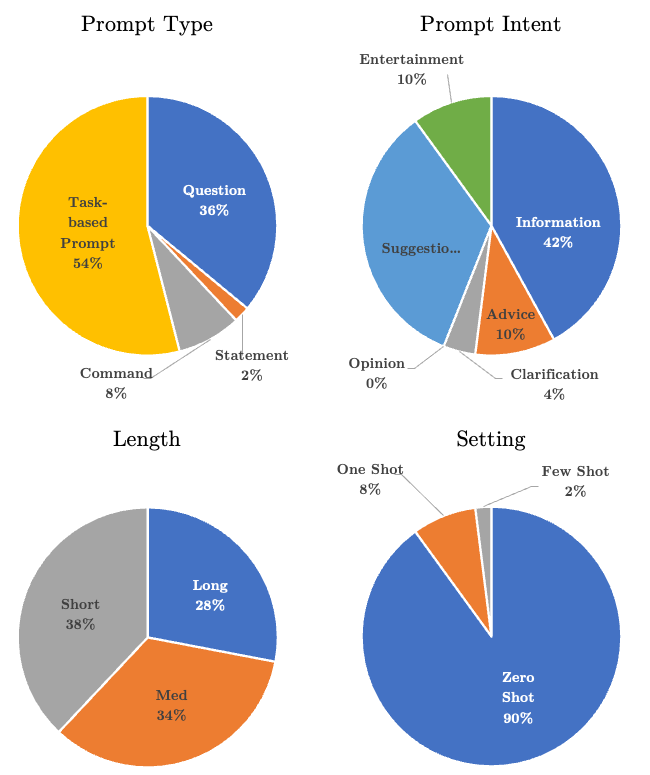 Prompt Type
Question
36%
Statement
2%
Command
8%
Task-
based
Prompt
54%
Prompt Intent
Information
42%
Advice
10%
Clarification
4%
Opinion
0%
Suggestio...
Entertainment
10%
Length
Long
28%
Med
34%
Short
38%
Setting
Zero
Shot
90%
One Shot
8%
Few Shot
2%